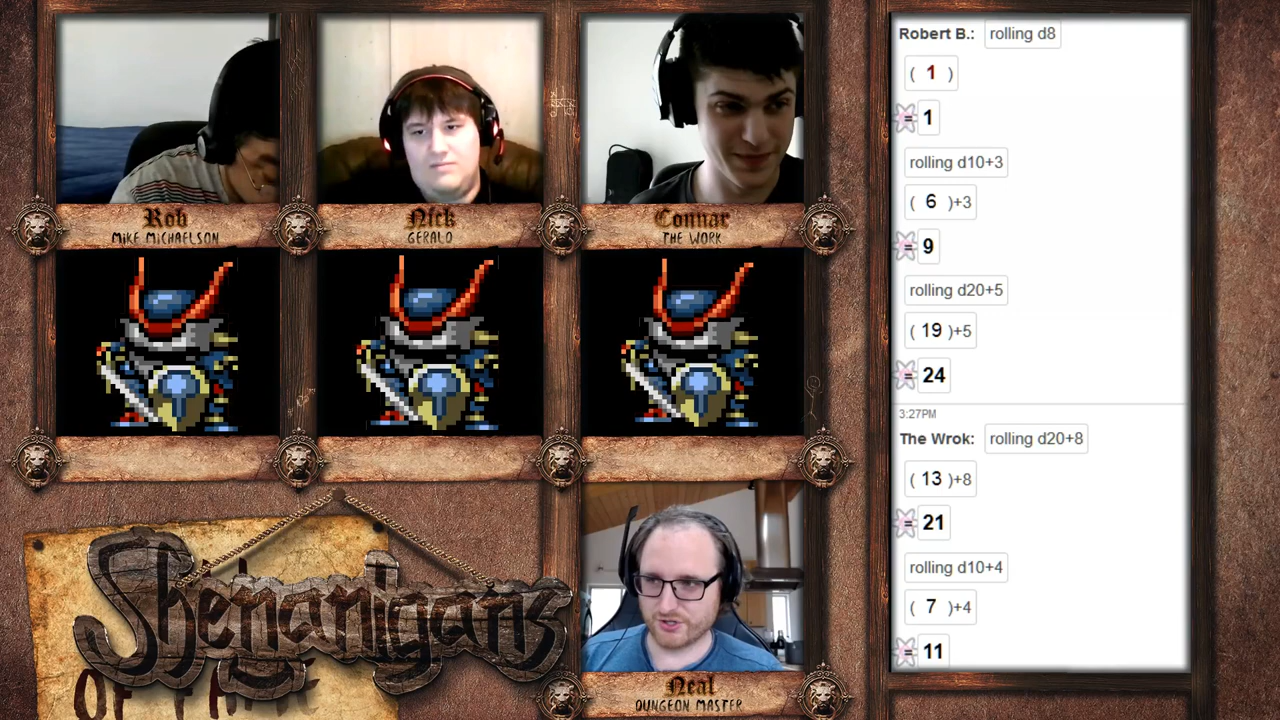 Rob
MIKE MICHAELSON
Nick
GERALD
Connar
THE WORK
Shenanigans
OF
Neal
DUNGEON MASTER
Robert B.: rolling d8
( 1 )
= 1
rolling d10+3
( 6 )+3
= 9
rolling d20+5
( 19 )+5
= 24
3:27PM
The Wrok: rolling d20+8
( 13 )+8
= 21
rolling d10+4
( 7 )+4
= 11